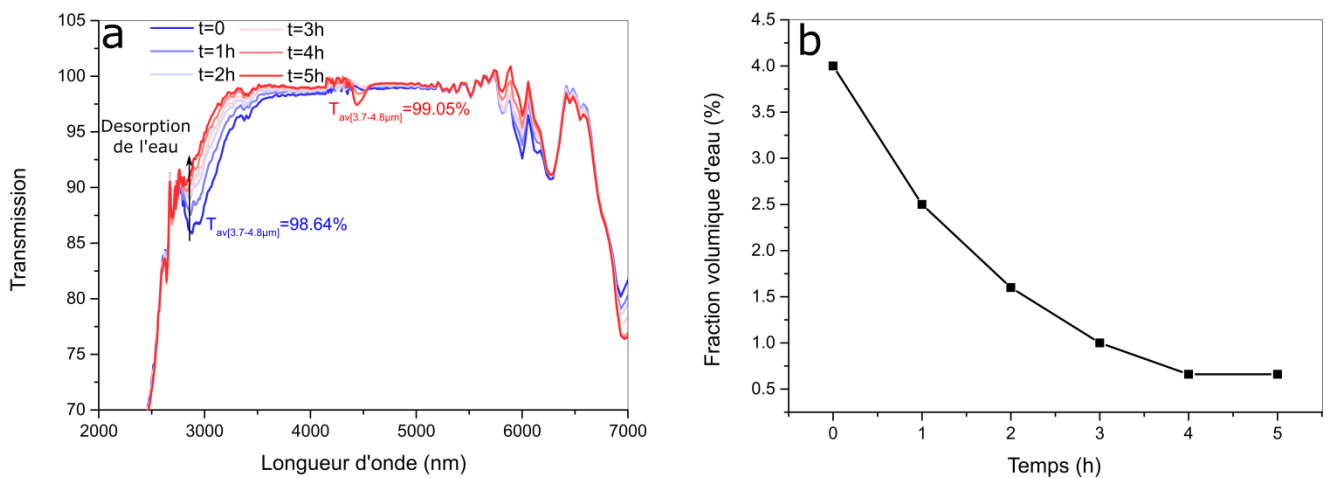 a
t=0
t=3h
t=1h
t=4h
t=2h
t=5h
Desorption
de l'eau
T_av[3.7-4.8µm]=99.05%
T_av[3.7-4.8µm]=98.64%
Transmission
105
100
95
90
85
80
75
70
2000
3000
4000
5000
6000
7000
Longueur d'onde (nm)
b
Fraction volumique d'eau (%)
4.5
4.0
3.5
3.0
2.5
2.0
1.5
1.0
0.5
0
1
2
3
4
5
Temps (h)